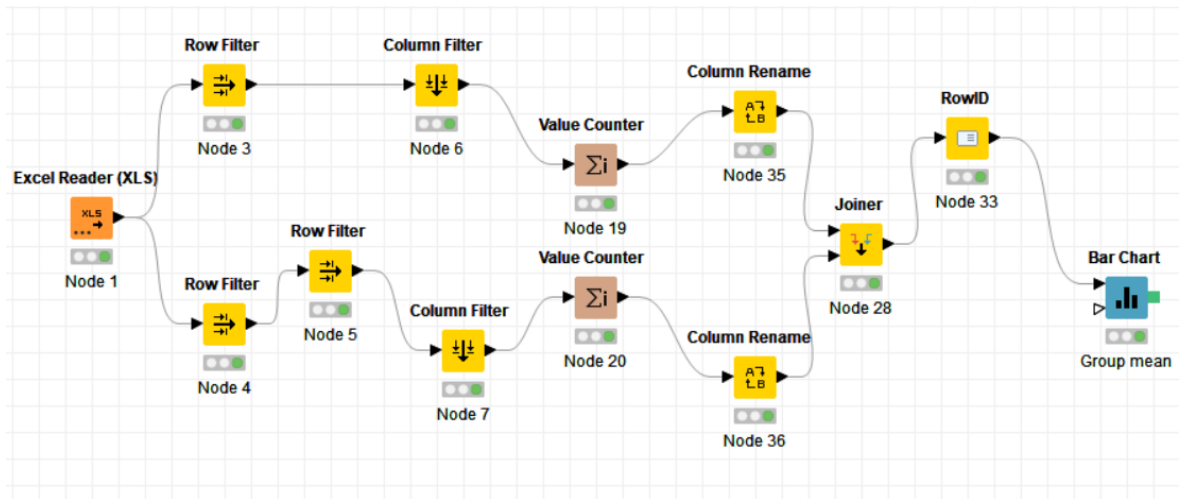 Row Filter
Node 3
Column Filter
Node 6
Value Counter
Σi
Node 19
Column Rename
A
B
Node 35
RowID
Node 33
Excel Reader (XLS)
XLS
Node 1
Row Filter
Node 4
Row Filter
Node 5
Column Filter
Node 7
Value Counter
Σi
Node 20
Column Rename
A
B
Node 36
Joiner
Node 28
Bar Chart
Group mean